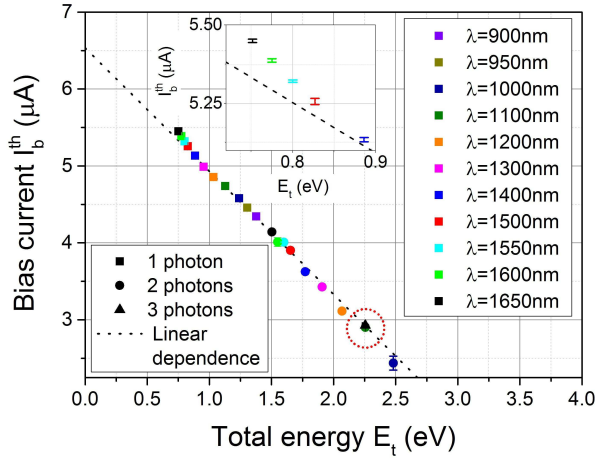 Bias current I_b^th (μA)
7
6
5
4
3
0.0 0.5 1.0 1.5 2.0 2.5 3.0 3.5 4.0
Total energy E_t (eV)
I_b^th (μA)
5.50
5.25
0.8 0.9
E_t (eV)
λ=900nm
λ=950nm
λ=1000nm
λ=1100nm
λ=1200nm
λ=1300nm
λ=1400nm
λ=1500nm
λ=1550nm
λ=1600nm
λ=1650nm
1 photon
2 photons
3 photons
Linear
dependence